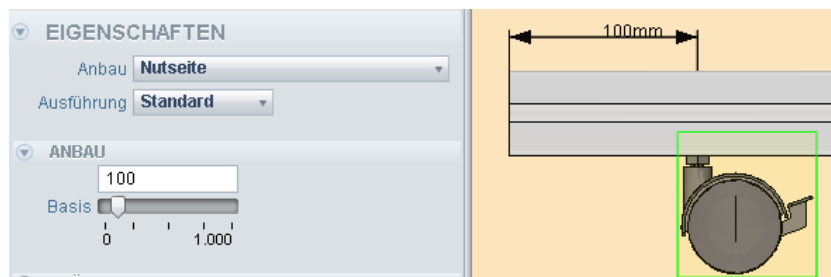 EIGENSCHAFTEN
Anbau Nutseite
Ausführung Standard
ANBAU
100
Basis
0 1.000
100mm